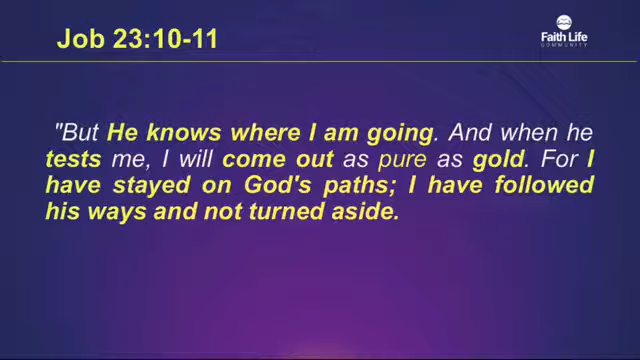 Job 23:10-11
Faith Life
COMMUNITY
"But He knows where I am going. And when he
tests me, I will come out as pure as gold. For I
have stayed on God's paths; I have followed
his ways and not turned aside.